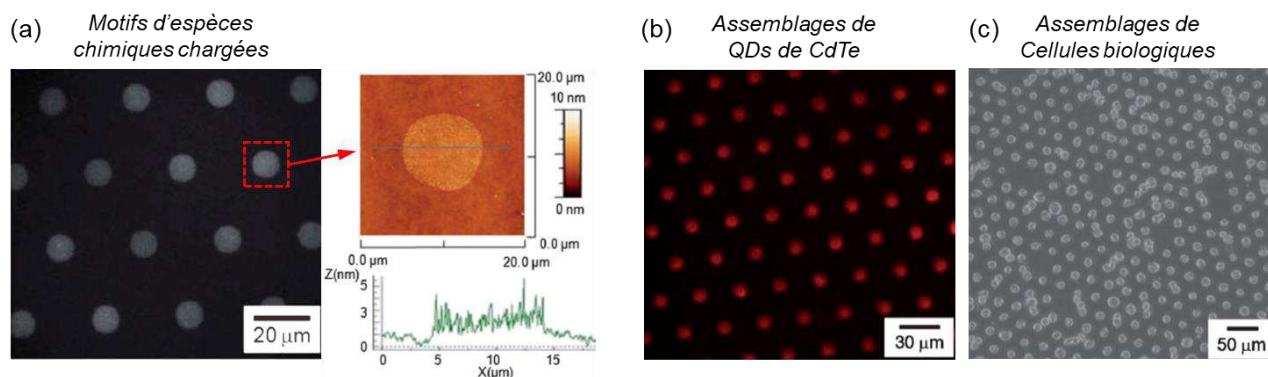 (a)
Motifs d'espèces
chimiques chargées
20 μm
20.0 μm
10 nm
0 nm
0.0 μm
0.0 μm
20.0 μm
Z(nm)
5
3
0
0
5
10
15
X(μm)
(b)
Assemblages de
QDs de CdTe
30 μm
(c)
Assemblages de
Cellules biologiques
50 μm